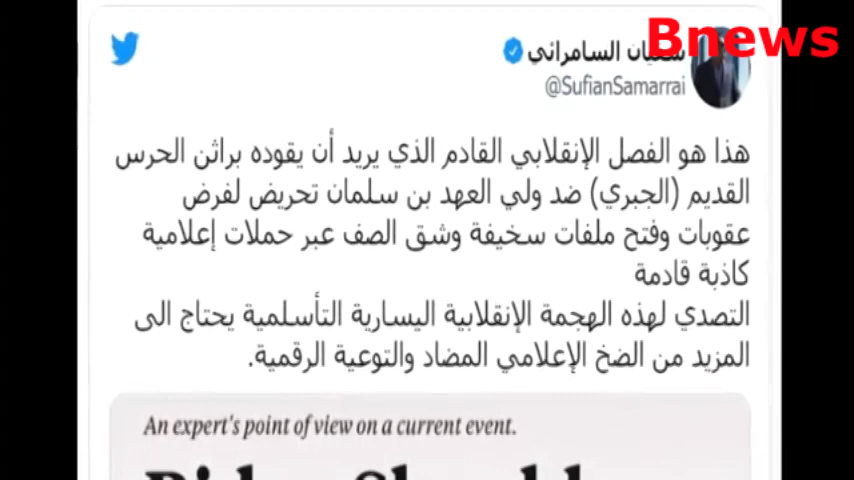 Bnews
السامرائي
@SufianSamarrai
هذا هو الفصل الإنقلابي القادم الذي يريد أن يقوده براثن الحرس
القديم (الجبري) ضد ولي العهد بن سلمان تحريض لفرض
عقوبات وفتح ملفات سخيفة وشق الصف عبر حملات إعلامية
كاذبة قادمة
التصدي لهذه الهجمة الإنقلابية اليسارية التأسلمية يحتاج الى
المزيد من الضخ الإعلامي المضاد والتوعية الرقمية.
An expert's point of view on a current event.